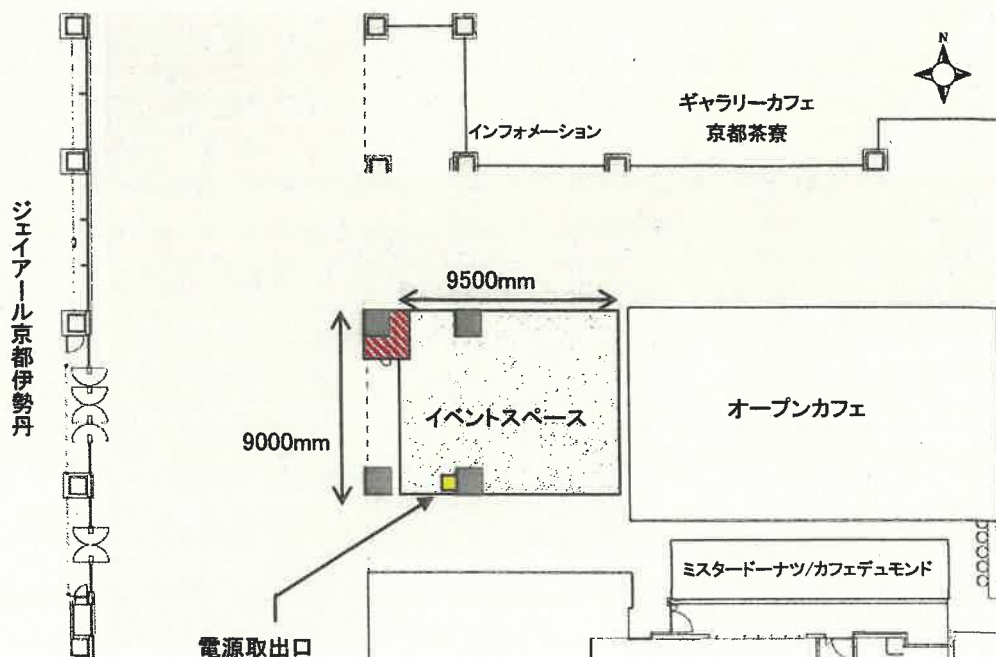 N
ギャラリーカフェ
京都茶寮
インフォメーション
ジェイアール京都伊勢丹
9500mm
イベントスペース
オープンカフェ
9000mm
ミスタードーナツ/カフェデュモンド
電源取出口